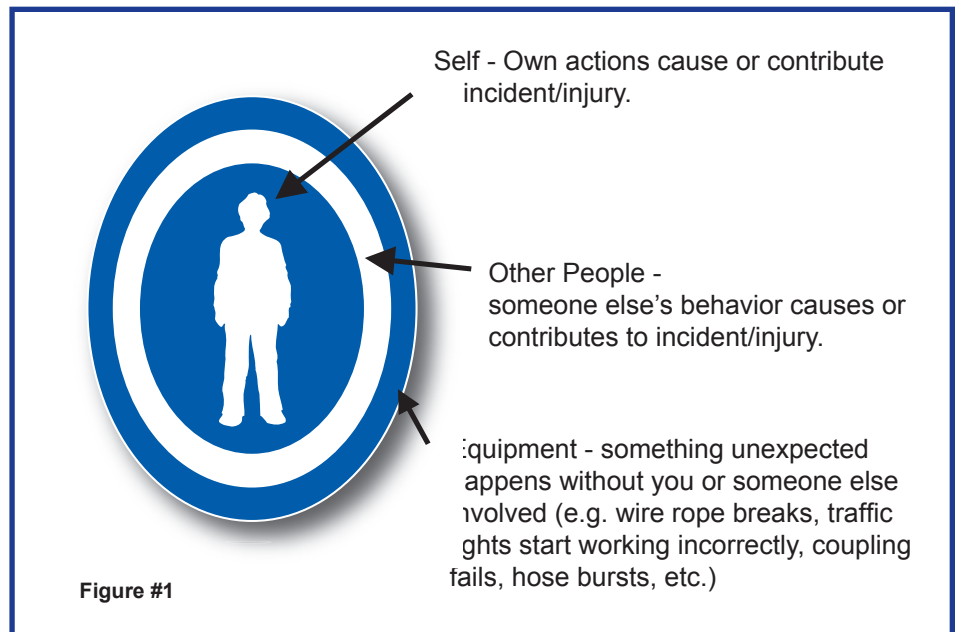 Self - Own actions cause or contribute
incident/injury.
Other People -
someone else’s behavior causes or
contributes to incident/injury.
quipment - something unexpected
appens without you or someone else
nvolved (e.g. wire rope breaks, traffic
ghts start working incorrectly, coupling
fails, hose bursts, etc.)
Figure #1